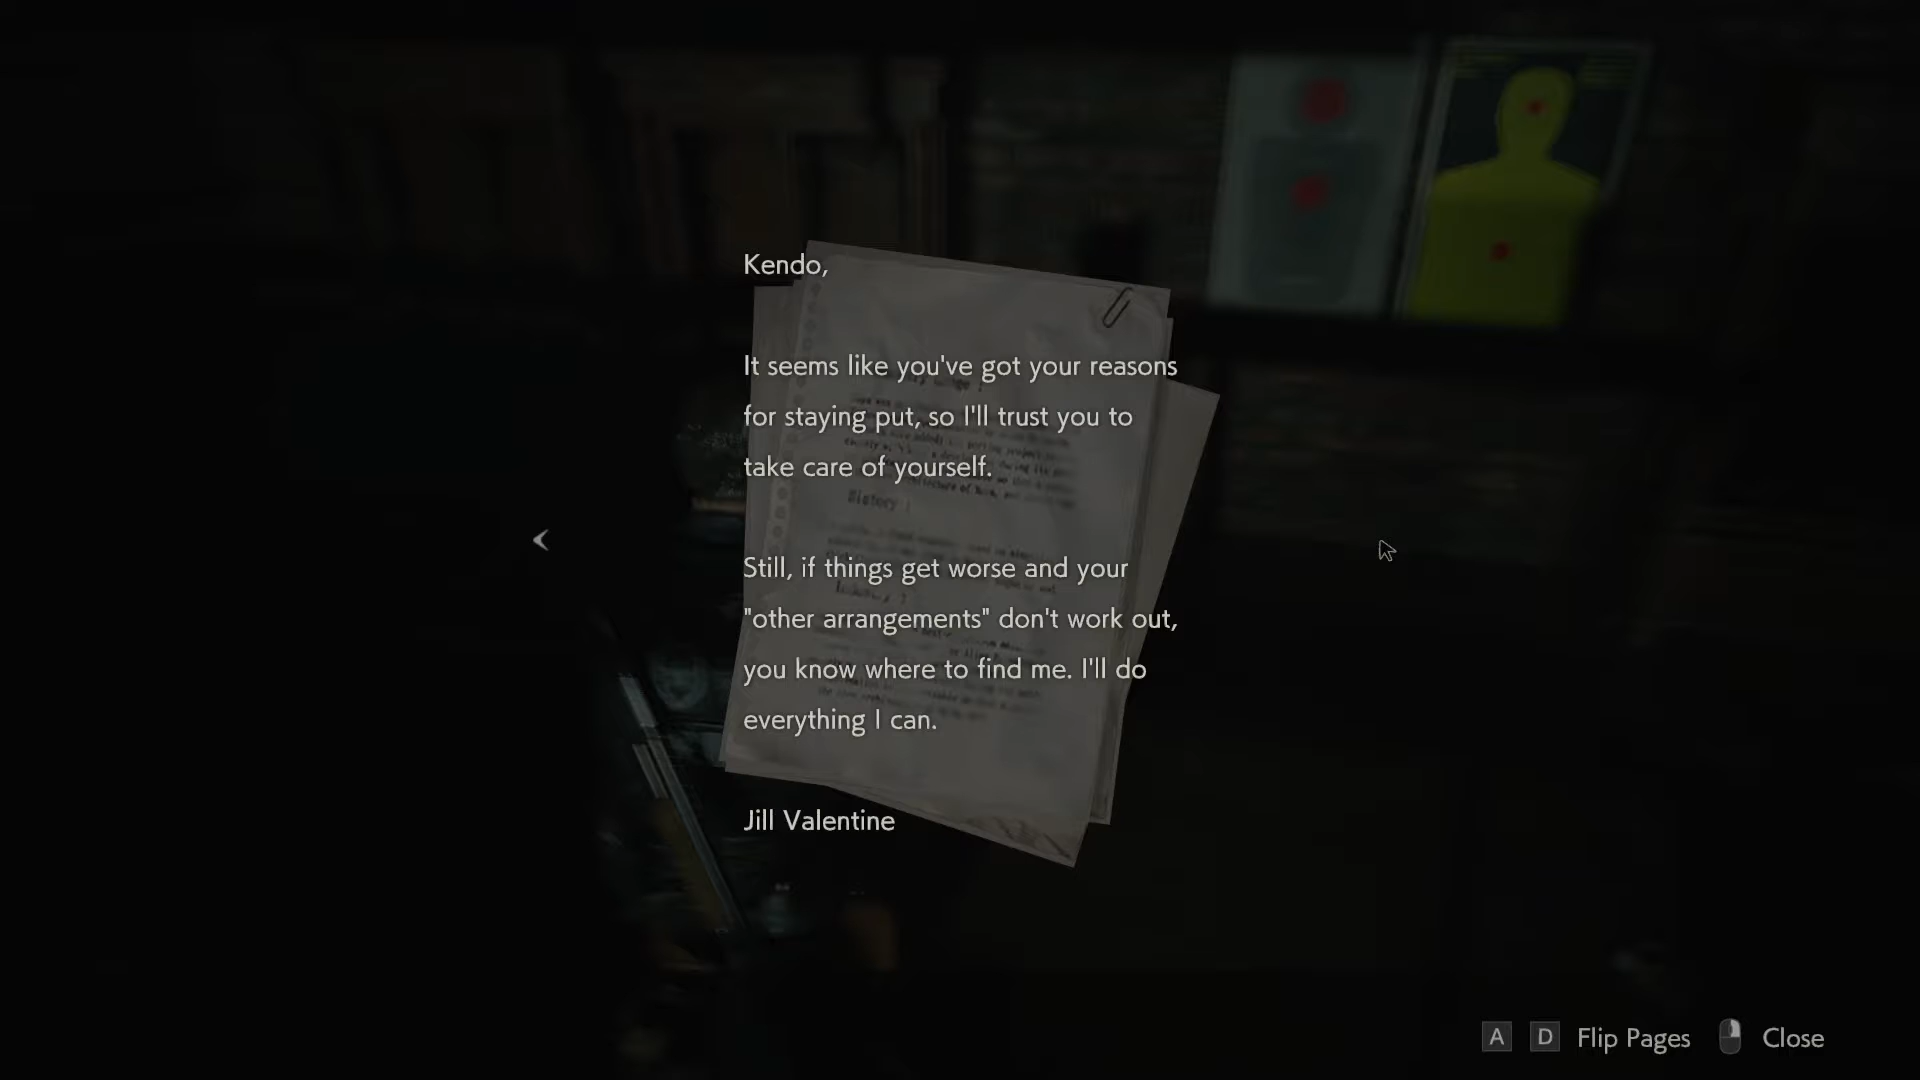 Kendo,
It seems like you've got your reasons
for staying put, so I'll trust you to
take care of yourself.
Still, if things get worse and your
"other arrangements" don't work out,
you know where to find me. I'll do
everything I can.
Jill Valentine
A D Flip Pages Close